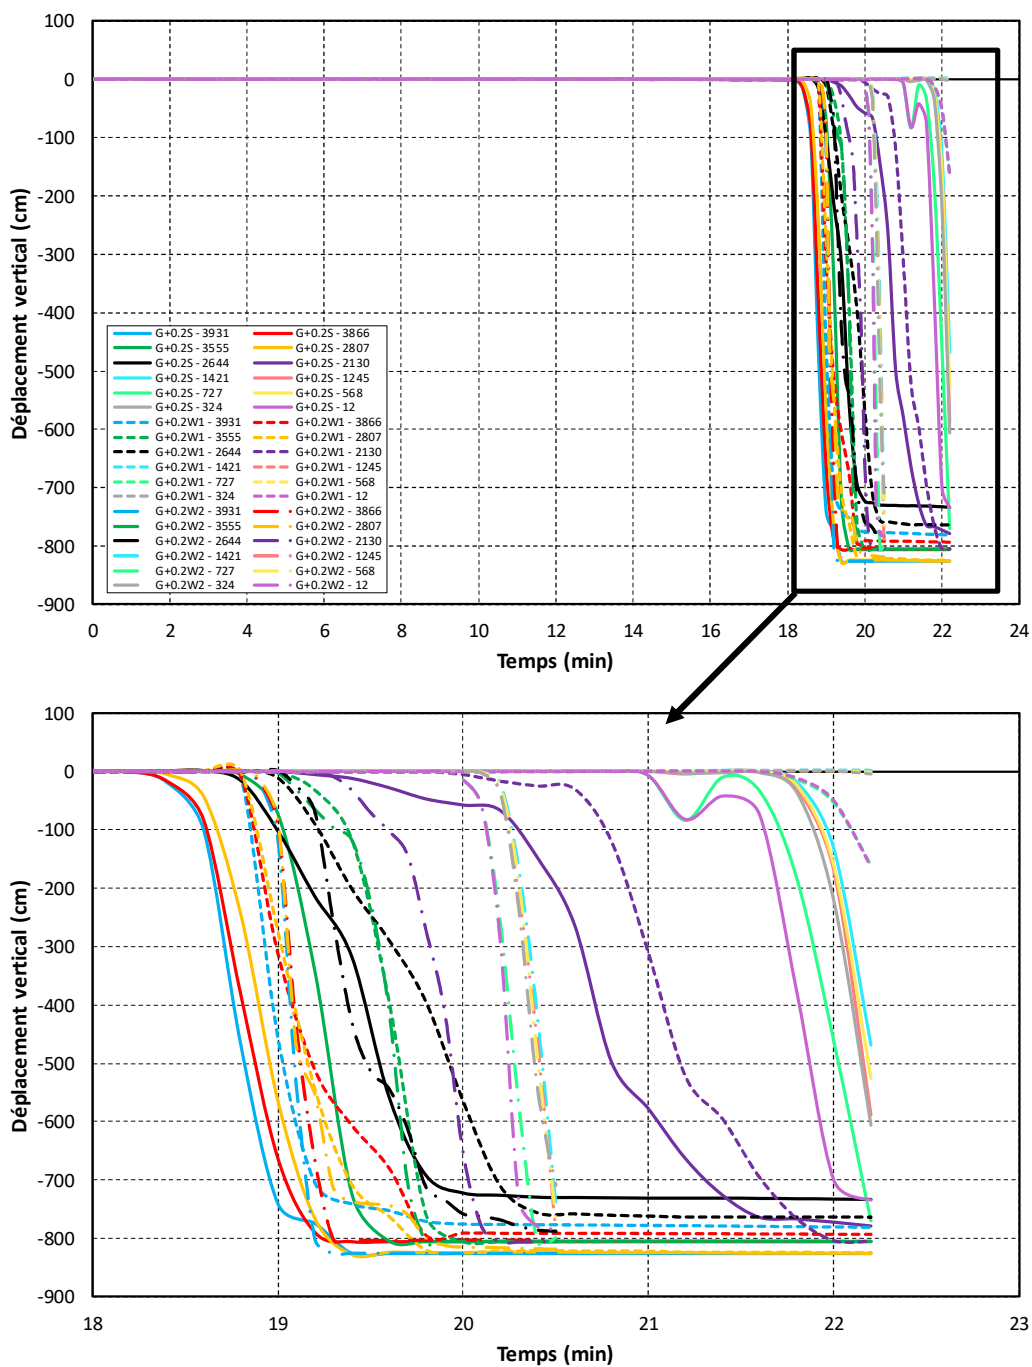 100
0
-100
-200
-300
-400
-500
-600
-700
-800
-900
Déplacement vertical (cm)
G+0.2S - 3931 G+0.2S - 3866
G+0.2S - 3555 G+0.2S - 2807
G+0.2S - 2644 G+0.2S - 2130
G+0.2S - 1421 G+0.2S - 1245
G+0.2S - 727 G+0.2S - 568
G+0.2S - 324 G+0.2S - 12
G+0.2W1 - 3931 G+0.2W1 - 3866
G+0.2W1 - 3555 G+0.2W1 - 2807
G+0.2W1 - 2644 G+0.2W1 - 2130
G+0.2W1 - 1421 G+0.2W1 - 1245
G+0.2W1 - 727 G+0.2W1 - 568
G+0.2W1 - 324 G+0.2W1 - 12
G+0.2W2 - 3931 G+0.2W2 - 3866
G+0.2W2 - 3555 G+0.2W2 - 2807
G+0.2W2 - 2644 G+0.2W2 - 2130
G+0.2W2 - 1421 G+0.2W2 - 1245
G+0.2W2 - 727 G+0.2W2 - 568
G+0.2W2 - 324 G+0.2W2 - 12
0 2 4 6 8 10 12 14 16 18 20 22 24
Temps (min)
100
0
-100
-200
-300
-400
-500
-600
-700
-800
-900
Déplacement vertical (cm)
18 19 20 21 22 23
Temps (min)